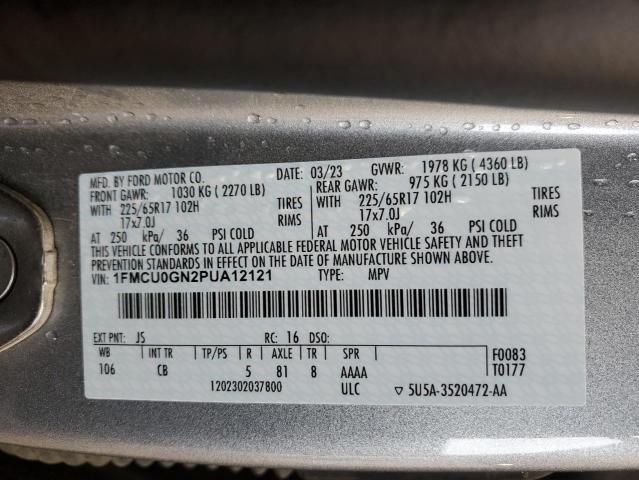 MFD. BY FORD MOTOR CO. DATE: 03/23 GVWR: 1978 KG ( 4360 LB)
FRONT GAWR: 1030 KG ( 2270 LB) REAR GAWR: 975 KG ( 2150 LB)
WITH 225/65R17 102H TIRES WITH 225/65R17 102H TIRES
17x7.0J RIMS 17x7.0J RIMS
AT 250 kPa/ 36 PSI COLD AT 250 kPa/ 36 PSI COLD
THIS VEHICLE CONFORMS TO ALL APPLICABLE FEDERAL MOTOR VEHICLE SAFETY AND THEFT
PREVENTION STANDARDS IN EFFECT ON THE DATE OF MANUFACTURE SHOWN ABOVE.
VIN: 1FMCU0GN2PUA12121 TYPE: MPV
EXT PNT: JS RC: 16 DSO:
WB INT TR TP/PS R AXLE TR SPR F0083
106 CB 5 81 8 AAAA T0177
1202302037800 ULC ▽ 5U5A-3520472-AA